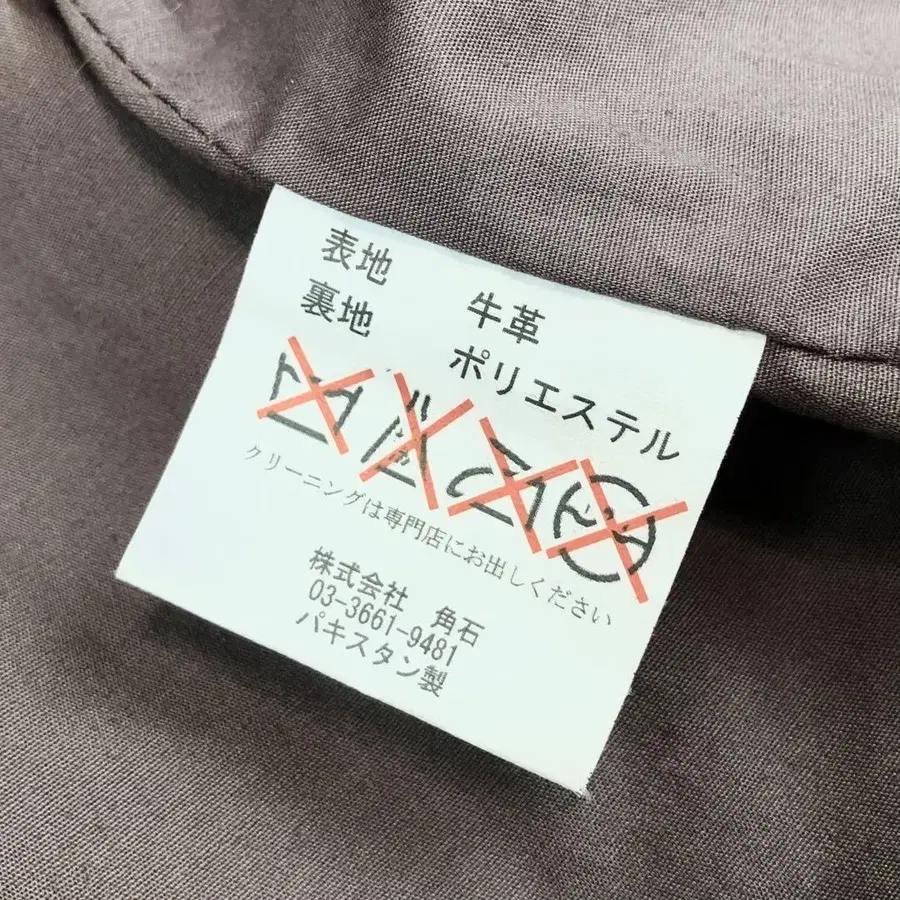 表地 牛革
裏地 ポリエステル
クリーニングは専門店にお出しください
株式会社 角石
03-3661-9481
パキスタン製